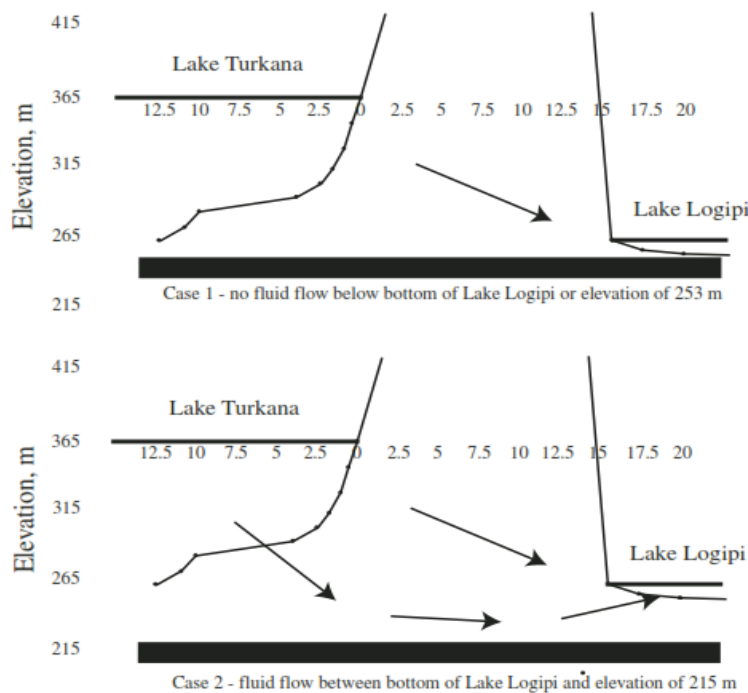 415
Lake Turkana
365
12.5 10 7.5 5 2.5 0 2.5 5 7.5 10 12.5 15 17.5 20
315
Elevation, m
Lake Logipi
265
Case 1 - no fluid flow below bottom of Lake Logipi or elevation of 253 m
215
415
Lake Turkana
365
12.5 10 7.5 5 2.5 0 2.5 5 7.5 10 12.5 15 17.5 20
315
Elevation, m
Lake Logipi
265
215
Case 2 - fluid flow between bottom of Lake Logipi and elevation of 215 m